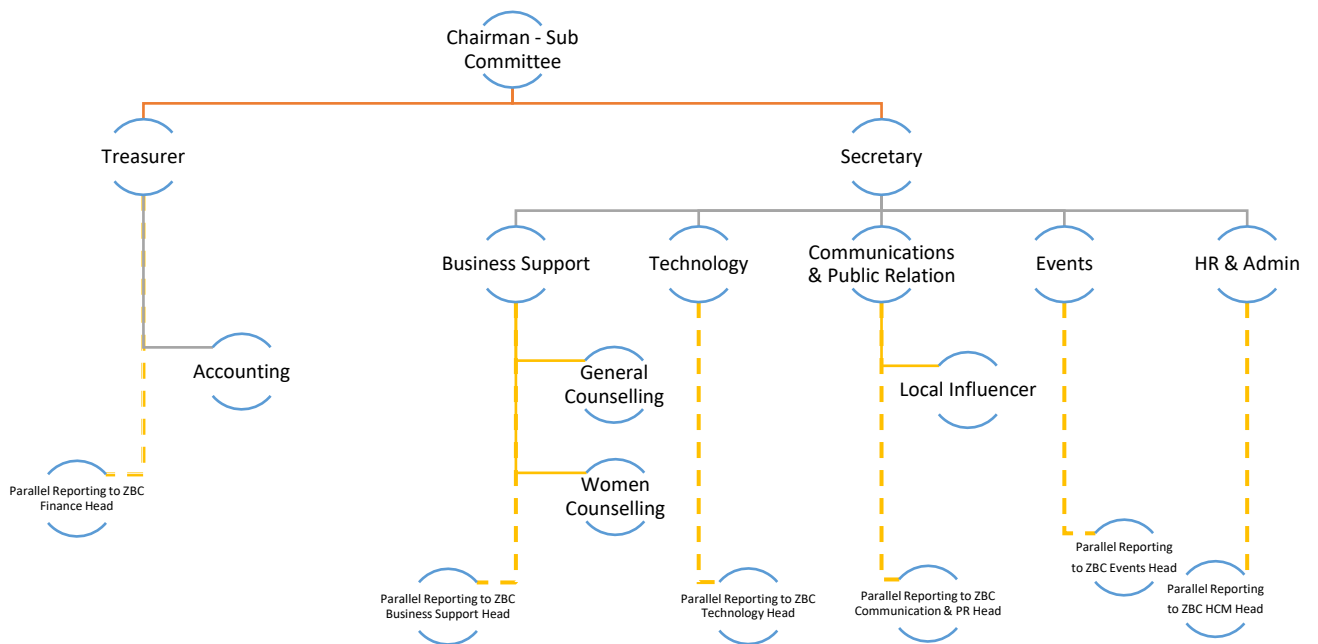 Chairman - Sub
Committee
Treasurer
Secretary
Business Support
Technology
Communications
& Public Relation
Events
HR & Admin
Accounting
General
Counselling
Local Influencer
Women
Counselling
Parallel Reporting to ZBC
Finance Head
Parallel Reporting to ZBC
Business Support Head
Parallel Reporting to ZBC
Technology Head
Parallel Reporting to ZBC
Communication & PR Head
Parallel Reporting
to ZBC Events Head
Parallel Reporting
to ZBC HCM Head